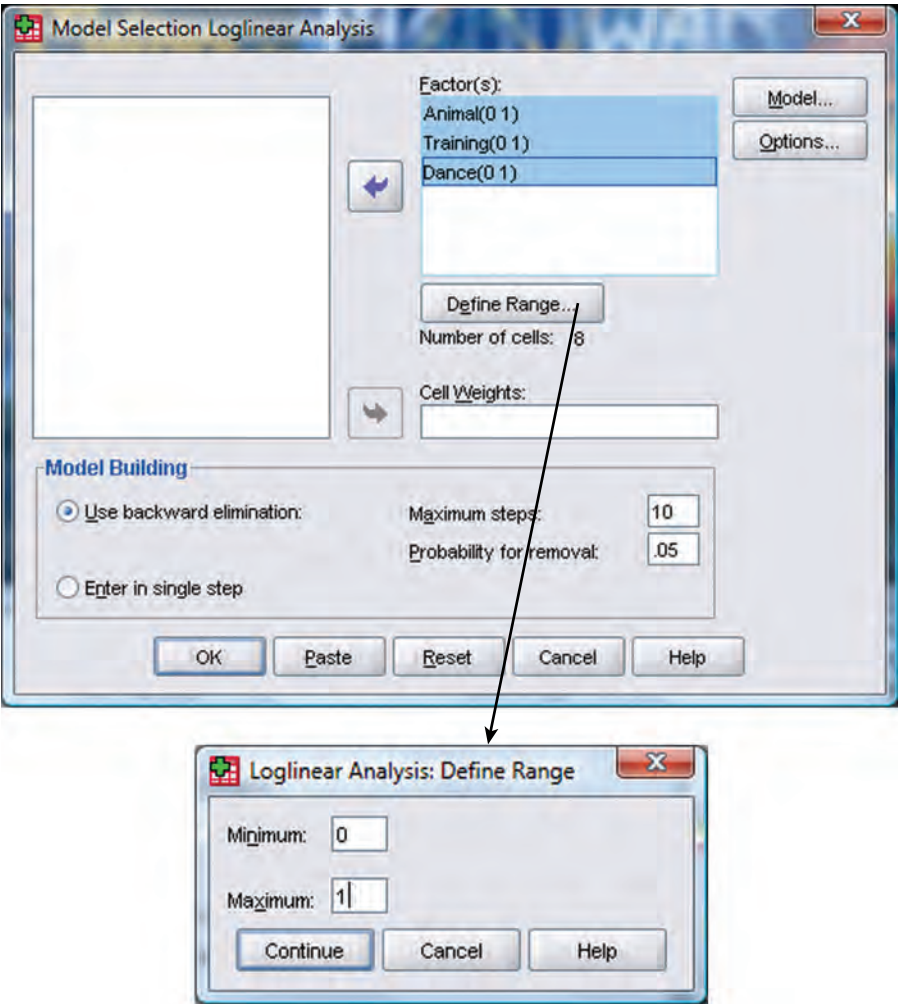 Model Selection Loglinear Analysis
Factor(s):
Animal(0 1)
Training(0 1)
Dance(0 1)
Model...
Options...
Define Range...
Number of cells: 8
Cell Weights:
Model Building
Use backward elimination:
Maximum steps: 10
Probability for removal: .05
Enter in single step
OK Paste Reset Cancel Help
Loglinear Analysis: Define Range
Minimum: 0
Maximum: 1
Continue Cancel Help